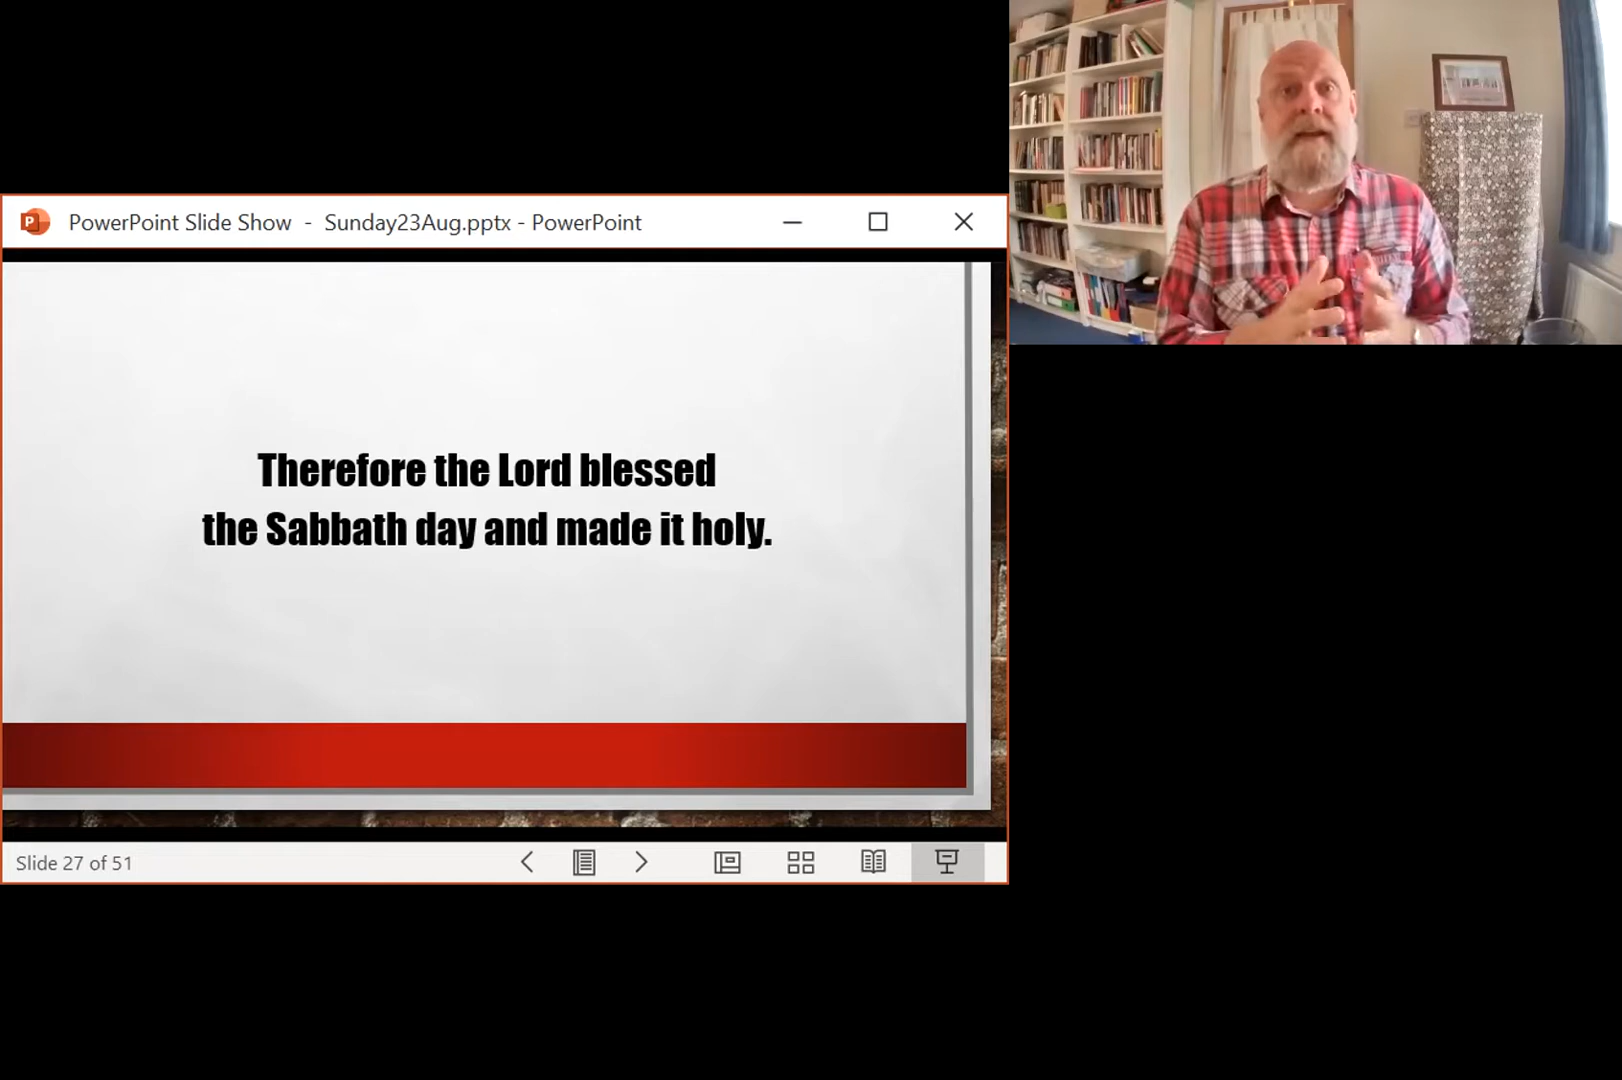 PowerPoint Slide Show - Sunday23Aug.pptx - PowerPoint
Therefore the Lord blessed
the Sabbath day and made it holy.
Slide 27 of 51